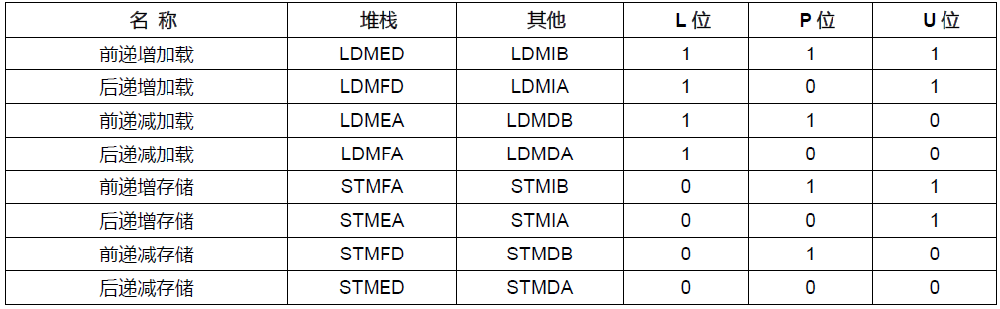 名 称 堆栈 其他 L 位 P 位 U 位
前递增加载 LDMED LDMIB 1 1 1
后递增加载 LDMFD LDMIA 1 0 1
前递减加载 LDMEA LDMDB 1 1 0
后递减加载 LDMFA LDMDA 1 0 0
前递增存储 STMFA STMIB 0 1 1
后递增存储 STMEA STMIA 0 0 1
前递减存储 STMFD STMDB 0 1 0
后递减存储 STMED STMDA 0 0 0